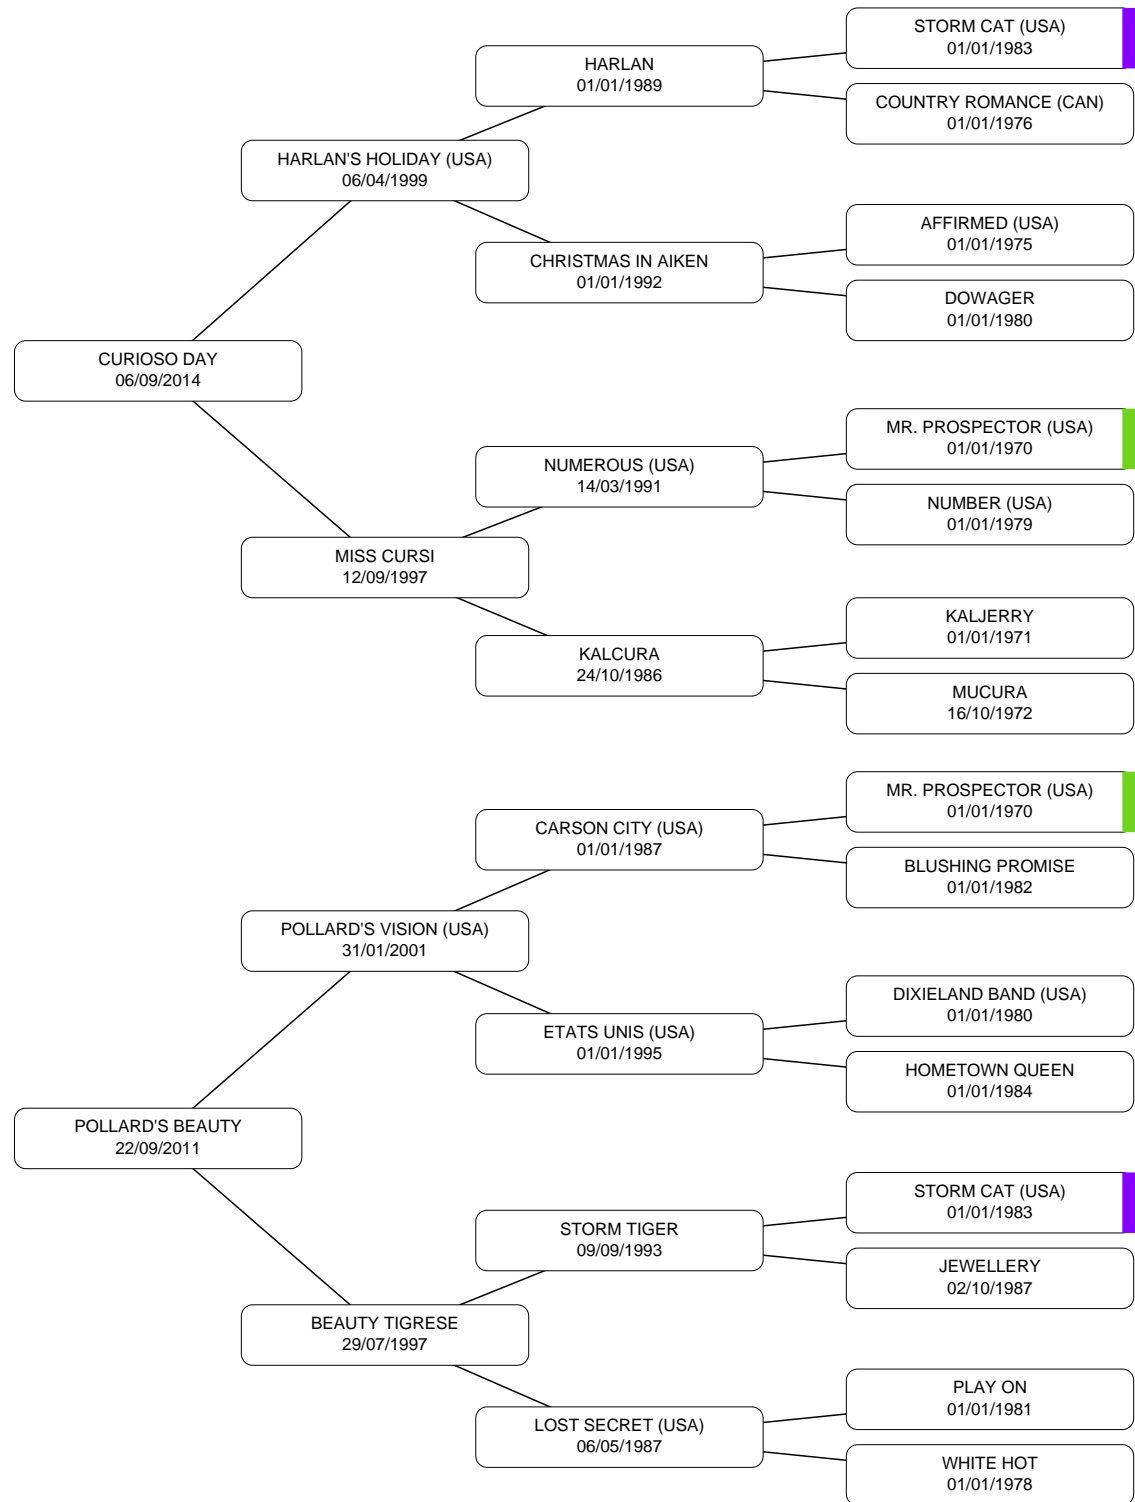 STORM CAT (USA)
01/01/1983
HARLAN
01/01/1989
COUNTRY ROMANCE (CAN)
01/01/1976
HARLAN'S HOLIDAY (USA)
06/04/1999
AFFIRMED (USA)
01/01/1975
CHRISTMAS IN AIKEN
01/01/1992
DOWAGER
01/01/1980
CURIOSO DAY
06/09/2014
MR. PROSPECTOR (USA)
01/01/1970
NUMEROUS (USA)
14/03/1991
NUMBER (USA)
01/01/1979
MISS CURSI
12/09/1997
KALJERRY
01/01/1971
KALCURA
24/10/1986
MUCURA
16/10/1972
MR. PROSPECTOR (USA)
01/01/1970
CARSON CITY (USA)
01/01/1987
BLUSHING PROMISE
01/01/1982
POLLARD'S VISION (USA)
31/01/2001
DIXIELAND BAND (USA)
01/01/1980
ETATS UNIS (USA)
01/01/1995
HOMETOWN QUEEN
01/01/1984
POLLARD'S BEAUTY
22/09/2011
STORM CAT (USA)
01/01/1983
STORM TIGER
09/09/1993
JEWELLERY
02/10/1987
BEAUTY TIGRESE
29/07/1997
PLAY ON
01/01/1981
LOST SECRET (USA)
06/05/1987
WHITE HOT
01/01/1978